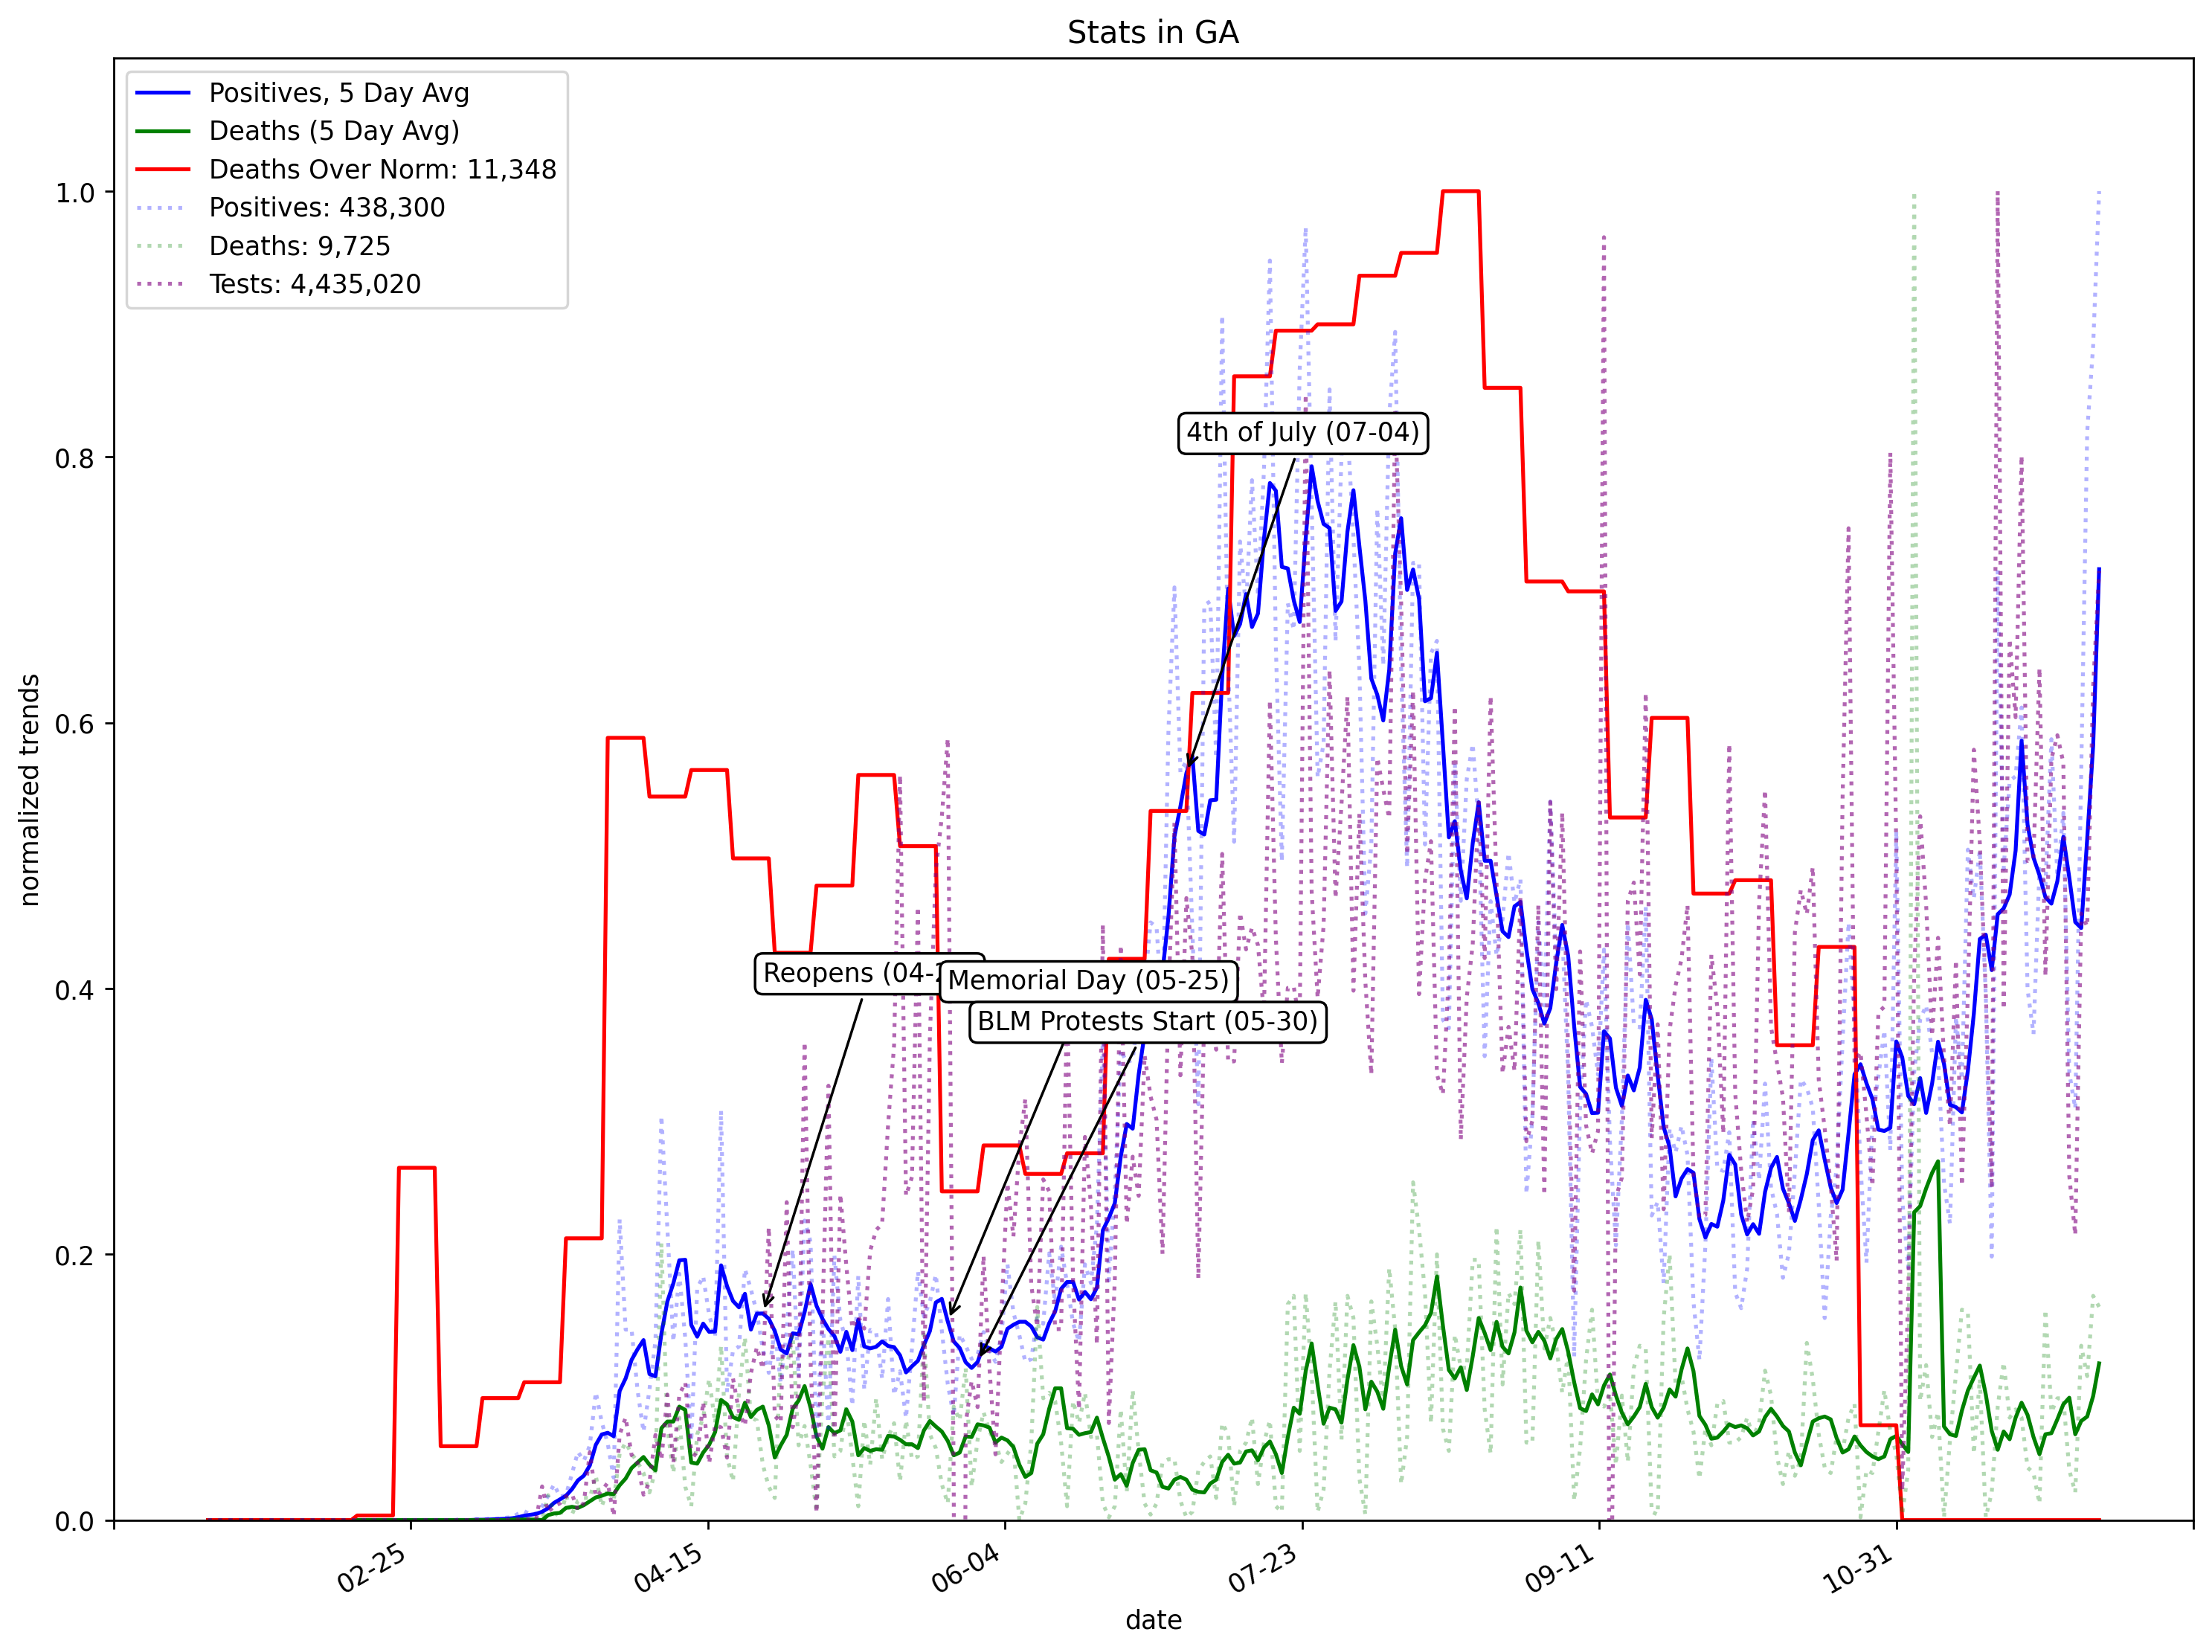 Stats in GA
Positives, 5 Day Avg
Deaths (5 Day Avg)
Deaths Over Norm: 11,348
Positives: 438,300
Deaths: 9,725
Tests: 4,435,020
1.0
0.8
0.6
0.4
0.2
0.0
normalized trends
4th of July (07-04)
Reopens (04-2
Memorial Day (05-25)
BLM Protests Start (05-30)
02-25
04-15
06-04
07-23
09-11
10-31
date